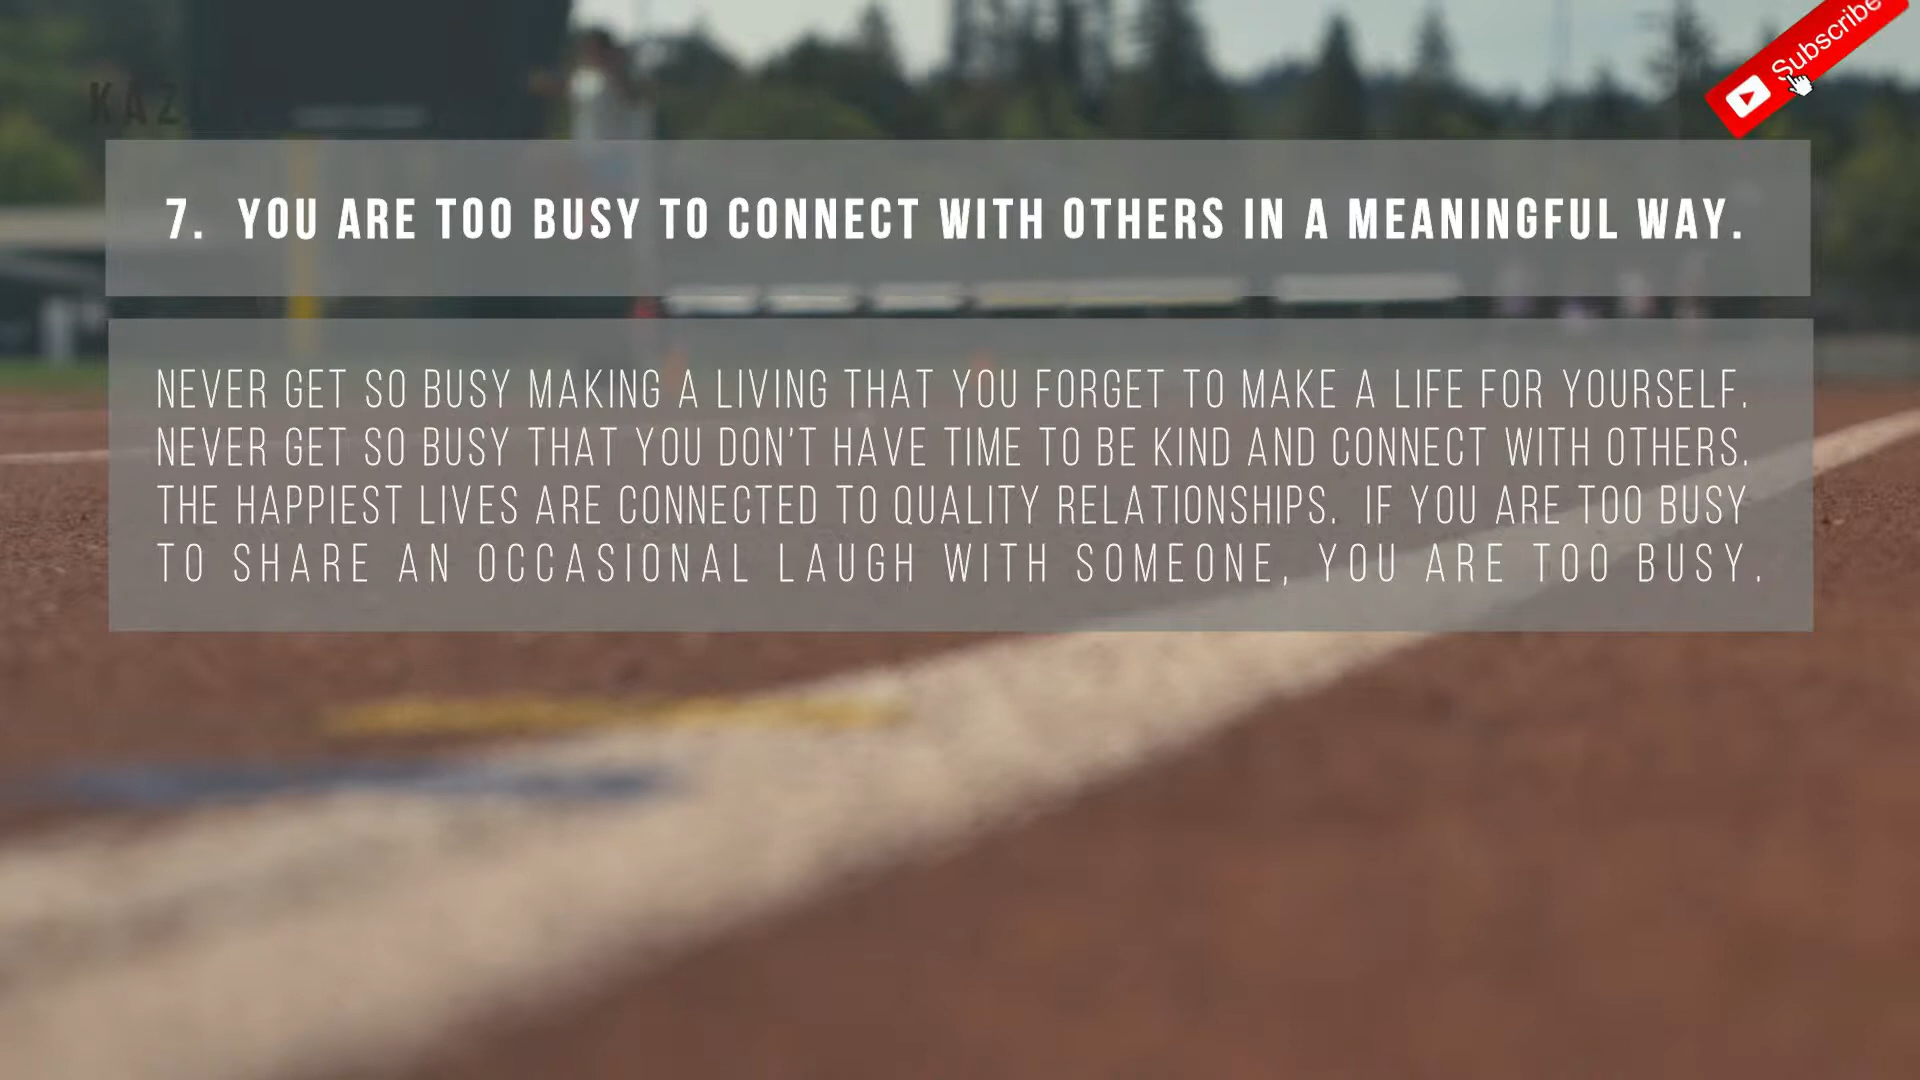 Subscribe
KAZ
7. YOU ARE TOO BUSY TO CONNECT WITH OTHERS IN A MEANINGFUL WAY.
NEVER GET SO BUSY MAKING A LIVING THAT YOU FORGET TO MAKE A LIFE FOR YOURSELF.
NEVER GET SO BUSY THAT YOU DON'T HAVE TIME TO BE KIND AND CONNECT WITH OTHERS.
THE HAPPIEST LIVES ARE CONNECTED TO QUALITY RELATIONSHIPS. IF YOU ARE TOO BUSY
TO SHARE AN OCCASIONAL LAUGH WITH SOMEONE, YOU ARE TOO BUSY.